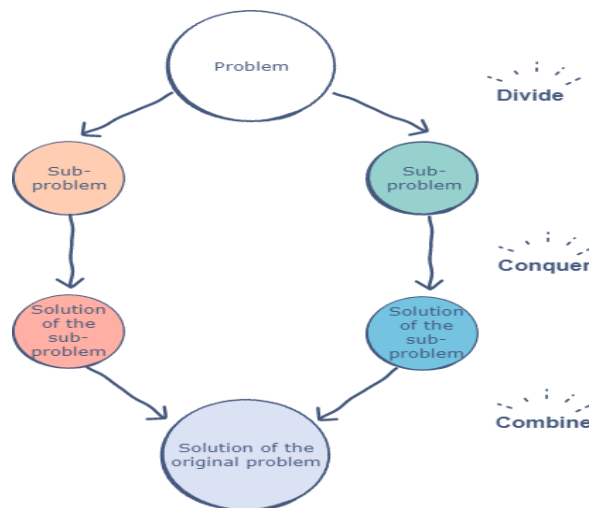 Problem
Divide
Sub-
problem
Sub-
problem
Conquer
Solution
of the
sub-
problem
Solution
of the
sub-
problem
Combine
Solution of the
original problem